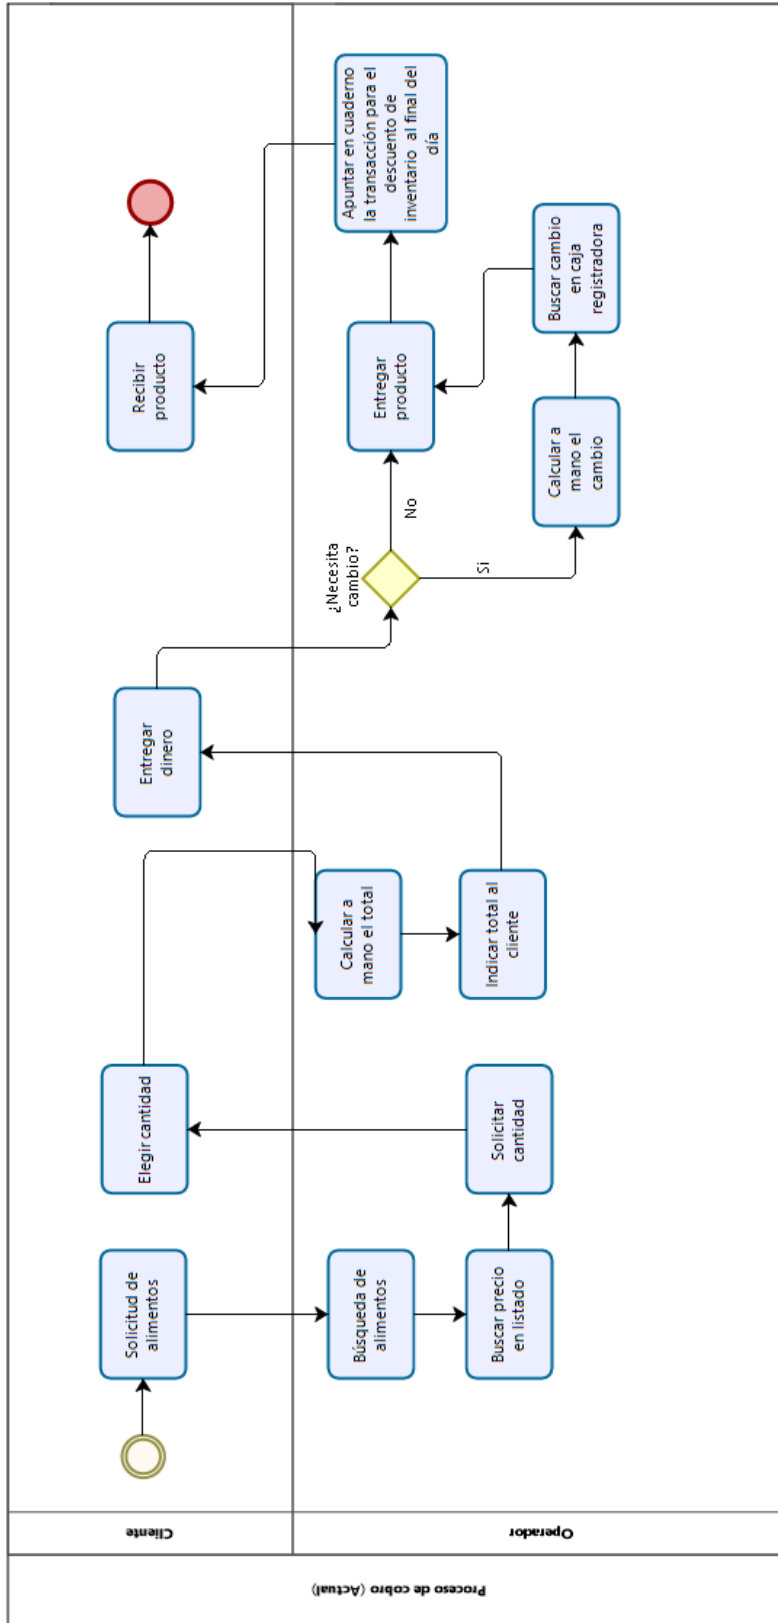 Proceso de cobro (Actual)
Cliente
Operador
Solicitud de
alimentos
Búsqueda de
alimentos
Buscar precio
en listado
Solicitar
cantidad
Elegir cantidad
Calcular a
mano el total
Indicar total al
cliente
Entregar
dinero
¿Necesita
cambio?
No
Si
Calcular a
mano el
cambio
Buscar cambio
en caja
registradora
Entregar
producto
Apuntar en cuaderno
la transacción para el
descuento de
inventario al final del
día
Recibir
producto